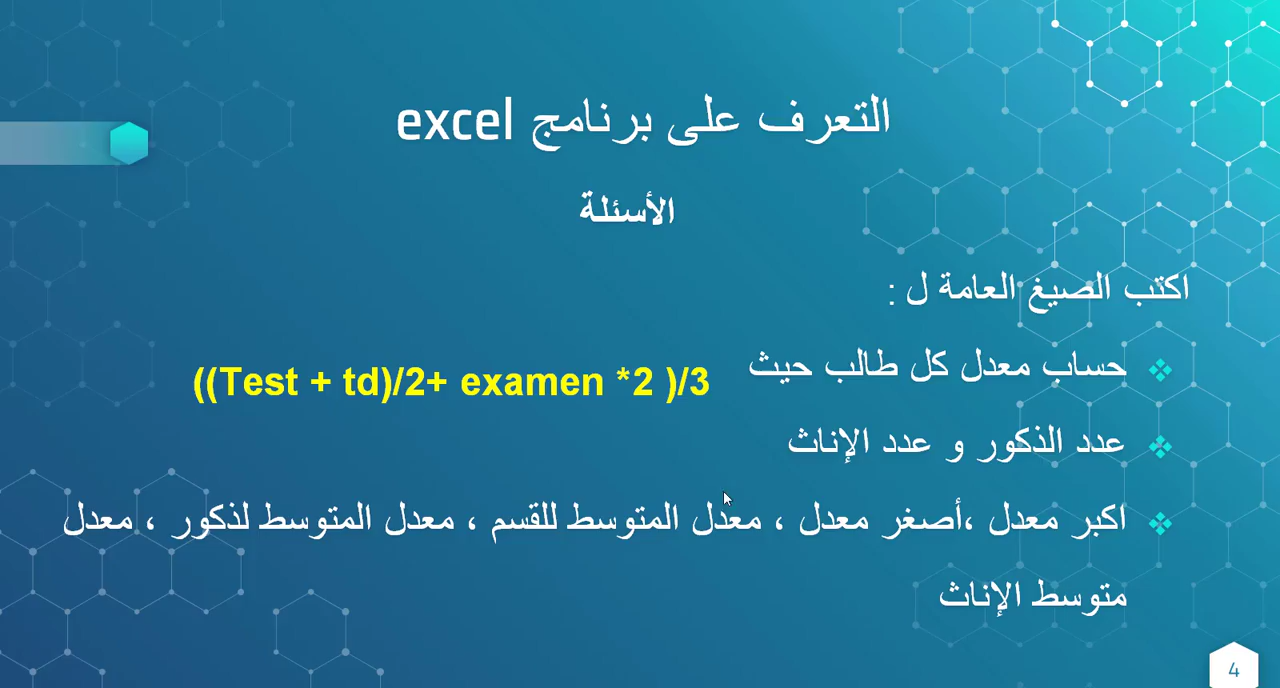 التعرف على برنامج excel
الأسئلة
اكتب الصيغ العامة ل :
حساب معدل كل طالب حيث ((Test + td)/2+ examen *2 )/3
عدد الذكور و عدد الإناث
اكبر معدل ،أصغر معدل ، معدل المتوسط للقسم ، معدل المتوسط لذكور ، معدل
متوسط الإناث
4